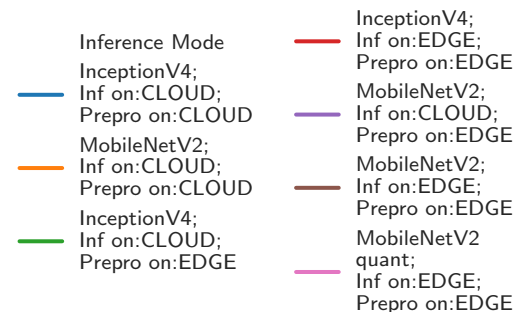 Inference Mode
InceptionV4;
Inf on:CLOUD;
Prepro on:CLOUD
MobileNetV2;
Inf on:CLOUD;
Prepro on:CLOUD
InceptionV4;
Inf on:CLOUD;
Prepro on:EDGE
InceptionV4;
Inf on:EDGE;
Prepro on:EDGE
MobileNetV2;
Inf on:CLOUD;
Prepro on:EDGE
MobileNetV2;
Inf on:EDGE;
Prepro on:EDGE
MobileNetV2
quant;
Inf on:EDGE;
Prepro on:EDGE